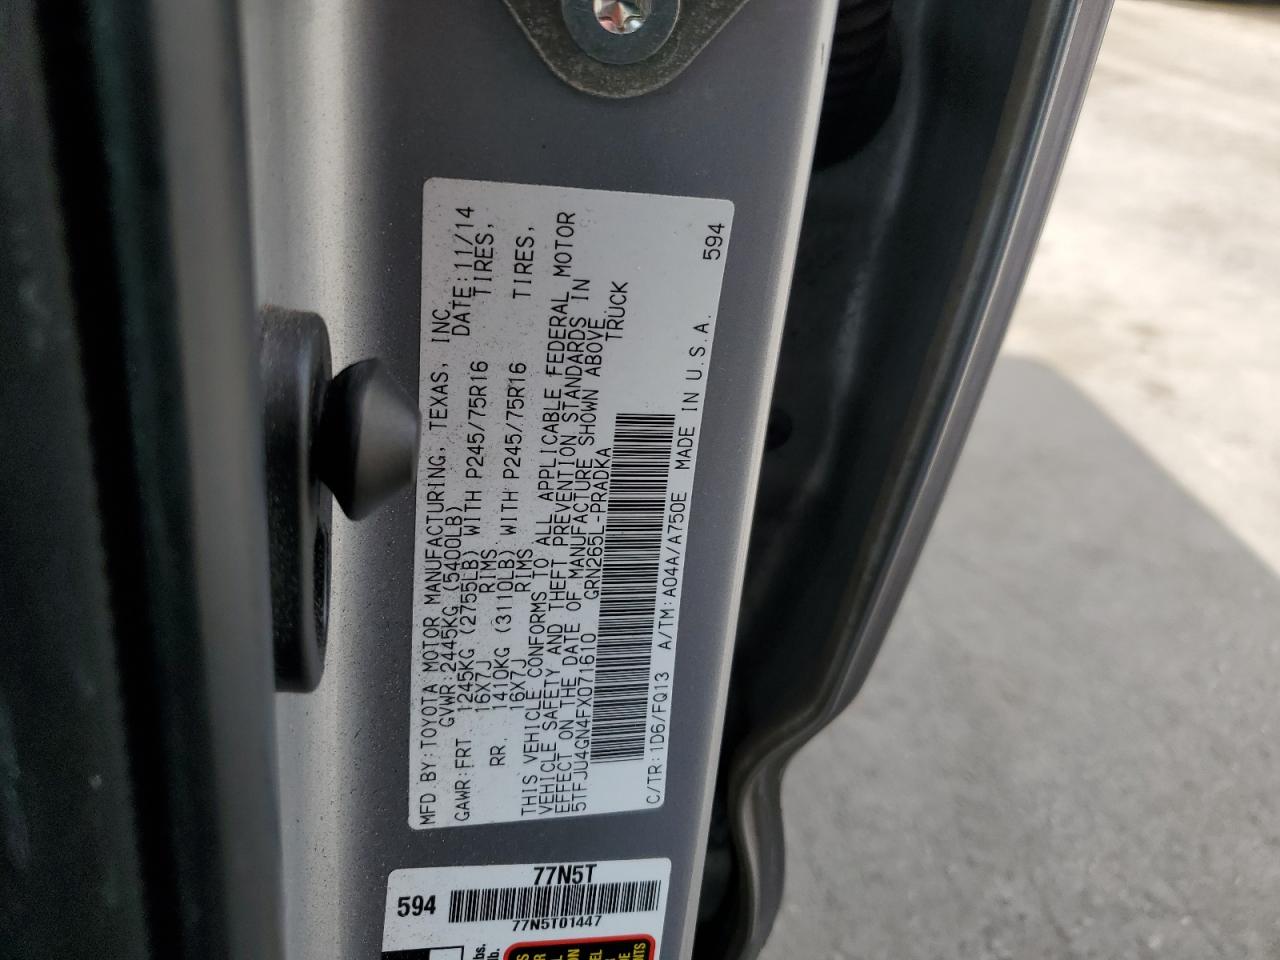 MFD BY:TOYOTA MOTOR MANUFACTURING, TEXAS, INC.
GVWR:2445KG (5400LB) DATE:11/14
GAWR:FRT 1245KG (2755LB) WITH P245/75R16 TIRES,
16X7J RIMS
RR. 1410KG (3110LB) WITH P245/75R16 TIRES,
16X7J RIMS
THIS VEHICLE CONFORMS TO ALL APPLICABLE FEDERAL MOTOR
VEHICLE SAFETY AND THEFT PREVENTION STANDARDS IN
EFFECT ON THE DATE OF MANUFACTURE SHOWN ABOVE.
5TFJU4GN4FX071610 GRN265L-PRADKA TRUCK
C/TR:1D6/FQ13 A/TM:A04A/A750E MADE IN U.S.A. 594
77N5T
594
77N5T01447